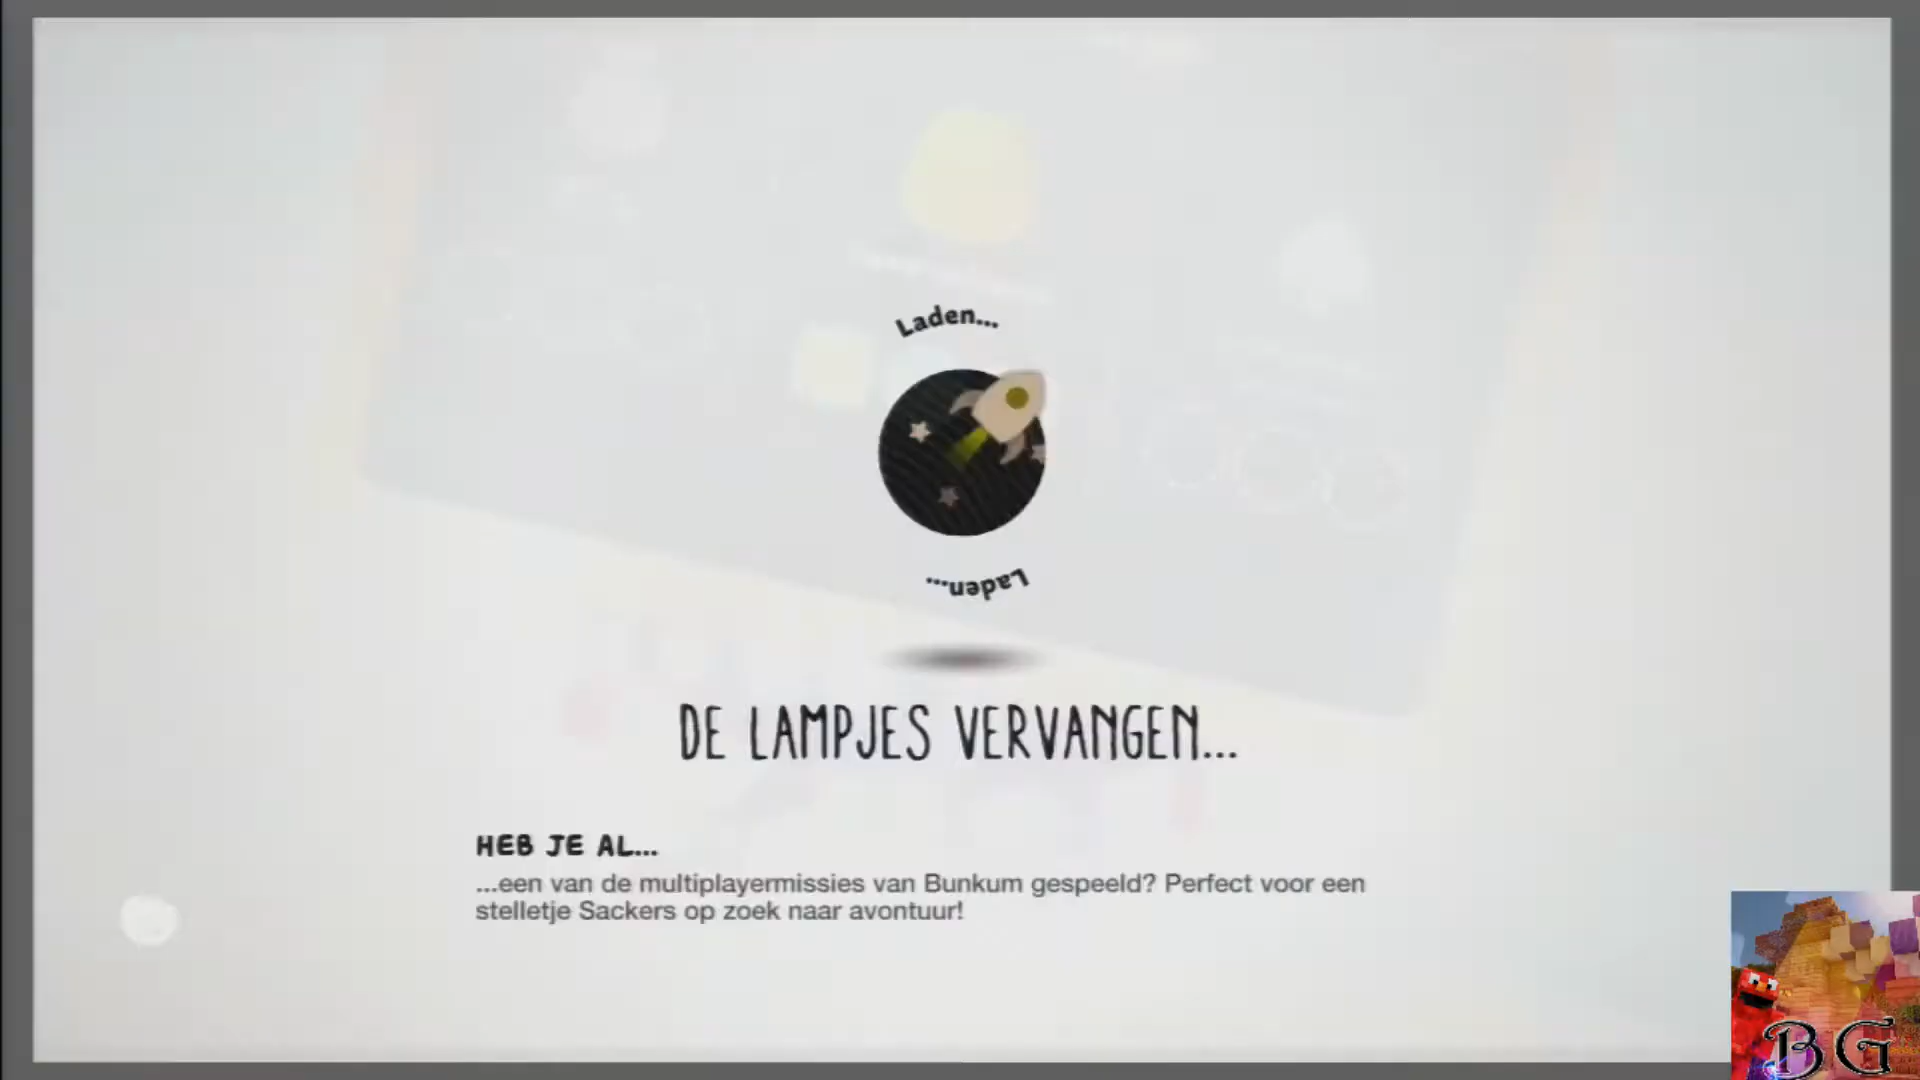 Laden...
Laden...
DE LAMPJES VERVANGEN...
HEB JE AL...
...een van de multiplayermissies van Bunkum gespeeld? Perfect voor een
stelletje Sackers op zoek naar avontuur!
BG